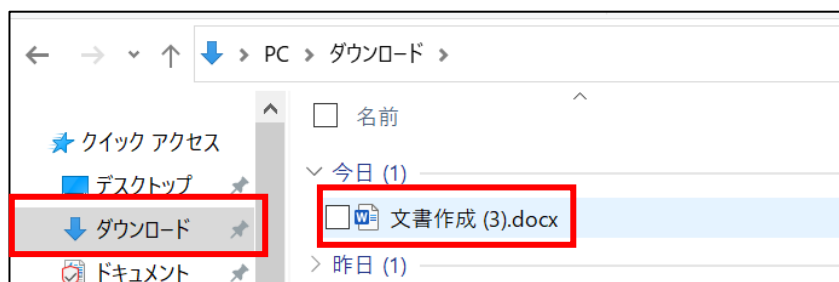 PC > ダウンロード >
名前
クイック アクセス
デスクトップ
ダウンロード
ドキュメント
今日 (1)
文書作成 (3).docx
昨日 (1)